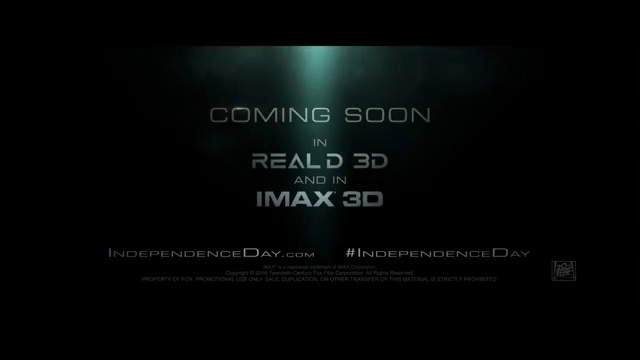 COMING SOON
IN
REALD 3D
AND IN
IMAX 3D
INDEPENDENCEDAY.COM #INDEPENDENCEDAY
IMAX® is a registered trademark of IMAX Corporation.
Copyright © 2016 Twentieth Century Fox Film Corporation. All Rights Reserved.
PROPERTY OF FOX. PROMOTIONAL USE ONLY. SALE, DUPLICATION, OR OTHER TRANSFER OF THIS MATERIAL IS STRICTLY PROHIBITED.